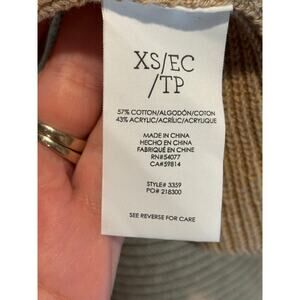 XS/EC
/TP
57% COTTON/ALGODÓN/COTON
43% ACRYLIC/ACRÍLICO/ACRYLIQUE
MADE IN CHINA
HECHO EN CHINA
FABRIQUÉ EN CHINE
RN#54077
CA#59814
STYLE# 3359
PO# 218300
SEE REVERSE FOR CARE